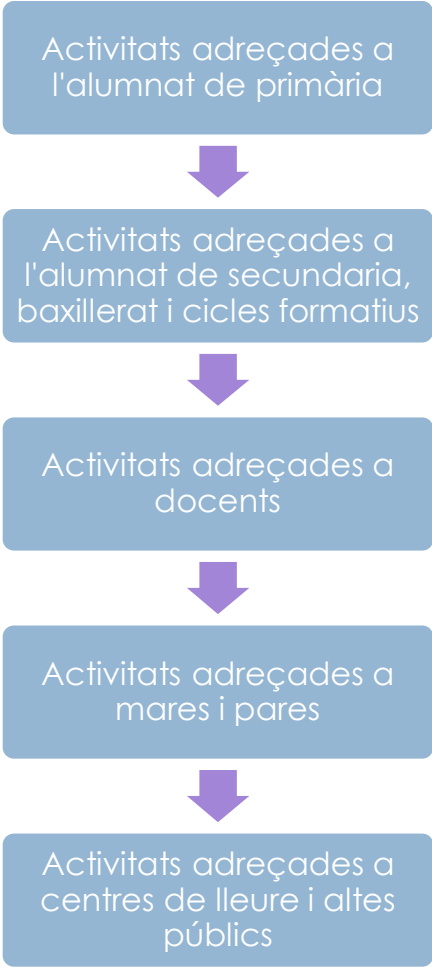 Activitats adreçades a
l'alumnat de primària
Activitats adreçades a
l'alumnat de secundaria,
baxillerat i cicles formatius
Activitats adreçades a
docents
Activitats adreçades a
mares i pares
Activitats adreçades a
centres de lleure i altes
públics